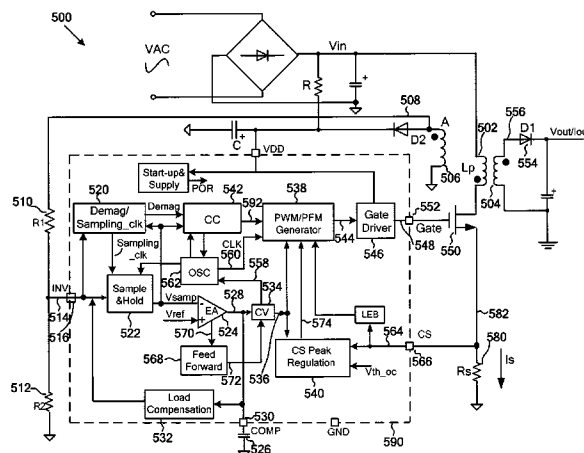 500
VAC
Vin
R
C
508
D2
A
506
502
Lp
504
556
D1
554
Vout/Iout
VDD
Start-up& Supply
POR
510
R1
520
Demag/ Sampling_clk
Demag
542
CC
592
538
PWM/PFM Generator
544
Gate Driver
546
552
Gate
548
550
Sampling _clk
CLK
560
OSC
562
558
INV
514
516
Sample &Hold
522
Vsamp
Vref
EA
528
524
534
CV
536
570
568
Feed Forward
572
574
LEB
564
CS
566
582
580
Rs
Is
CS Peak Regulation
540
Vth_oc
512
R2
Load Compensation
532
530
COMP
526
GND
590